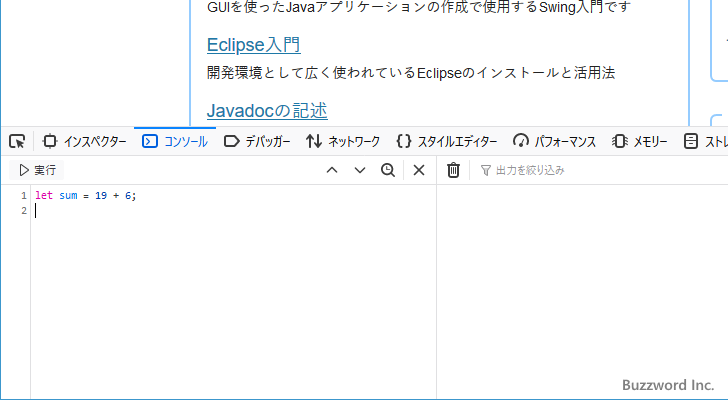 GUIを使ったJavaアプリケーションの作成で使用するSwing入門です
Eclipse入門
開発環境として広く使われているEclipseのインストールと活用法
Javadocの記述
インスペクター コンソール デバッガー ネットワーク スタイルエディター パフォーマンス メモリー ストレ
実行 出力を絞り込み
1 let sum = 19 + 6;
2
Buzzword Inc.